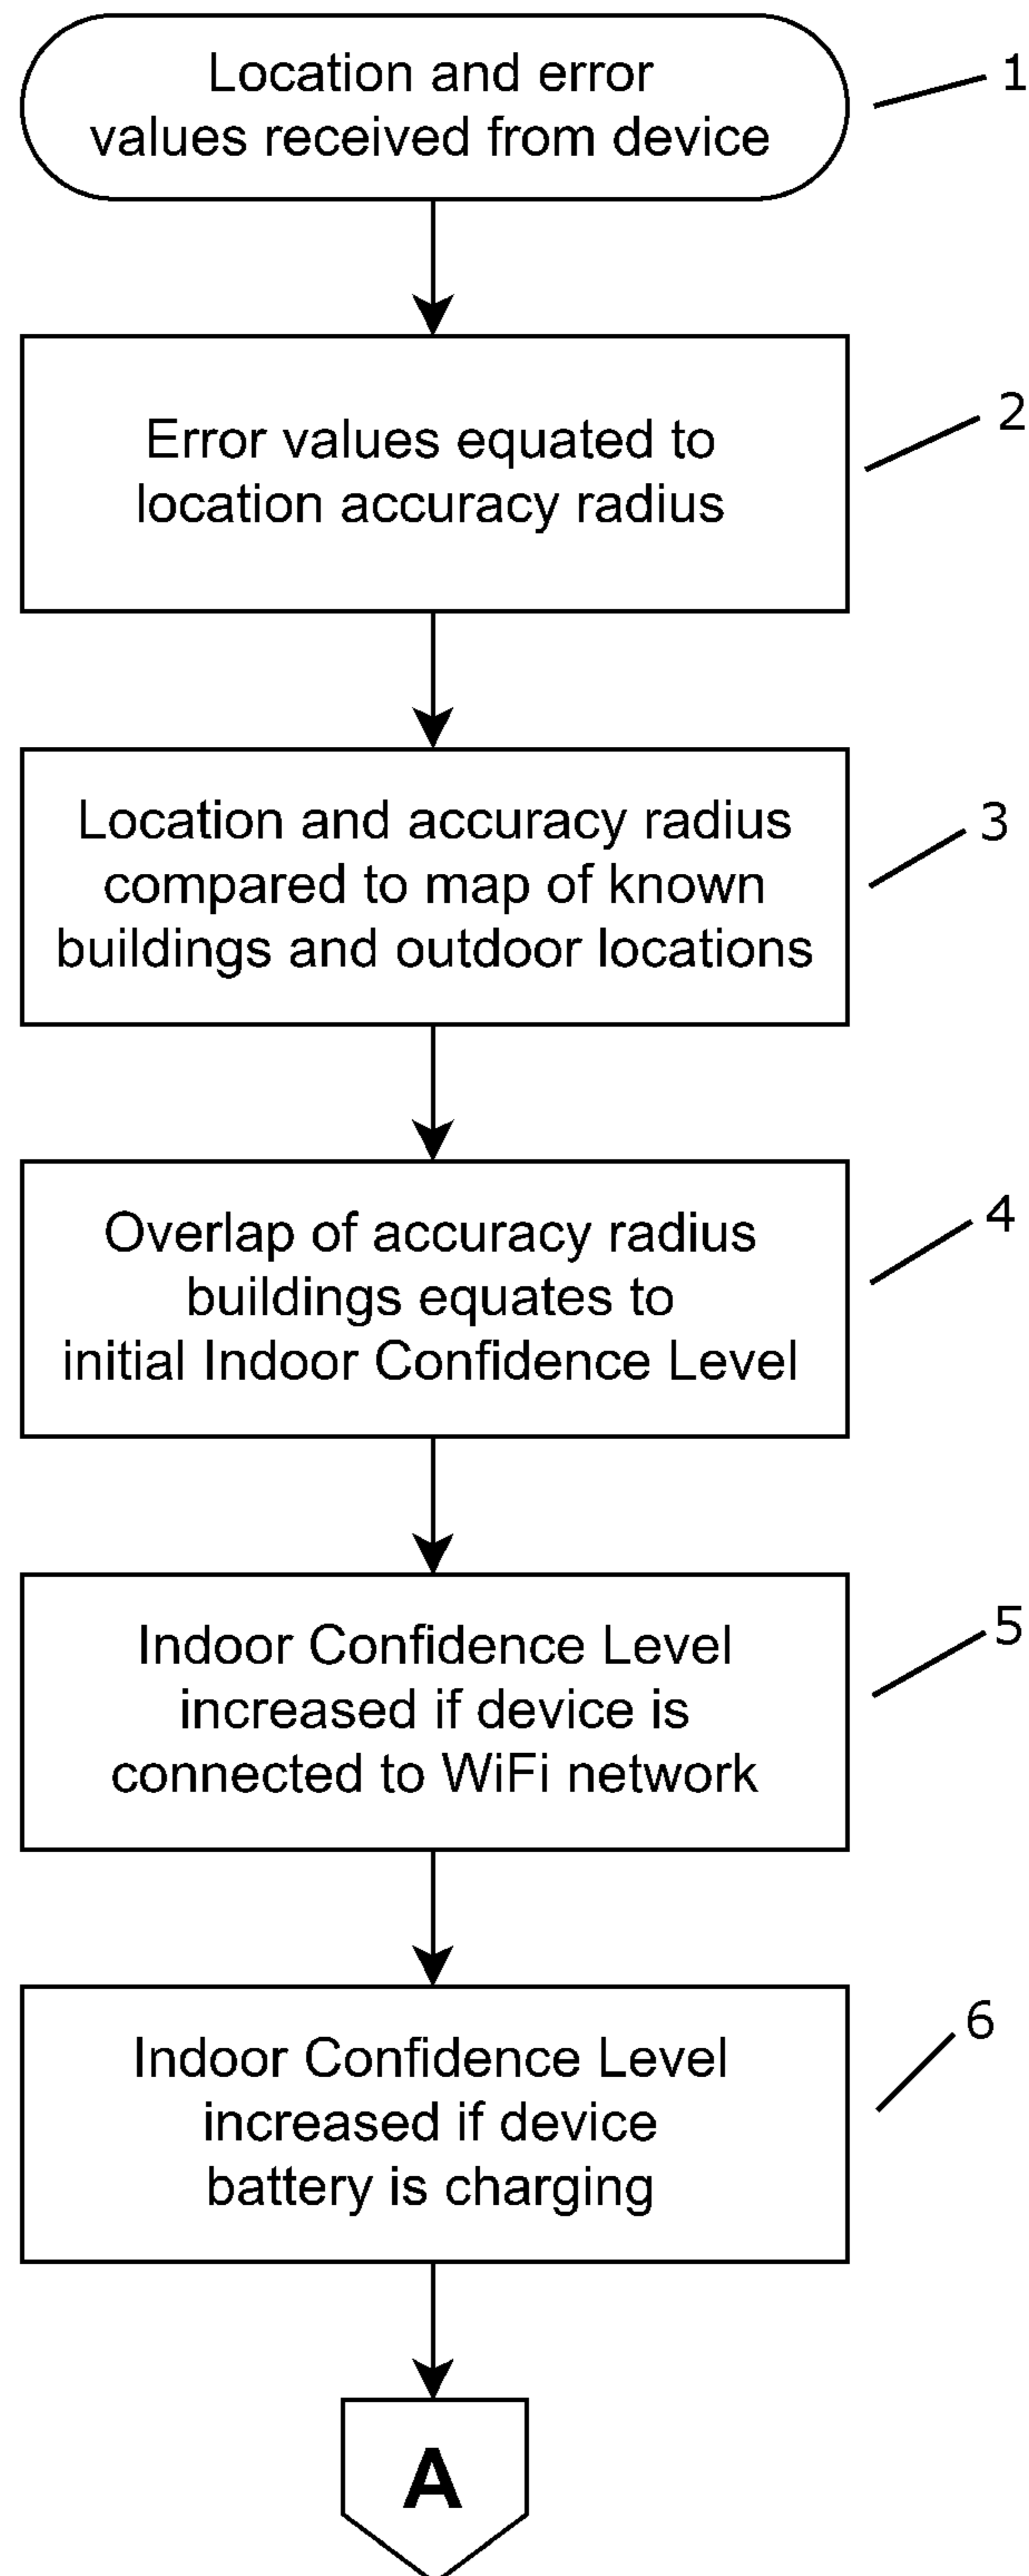 Location and error
values received from device
1
Error values equated to
location accuracy radius
2
Location and accuracy radius
compared to map of known
buildings and outdoor locations
3
Overlap of accuracy radius
buildings equates to
initial Indoor Confidence Level
4
Indoor Confidence Level
increased if device is
connected to WiFi network
5
Indoor Confidence Level
increased if device
battery is charging
6
A